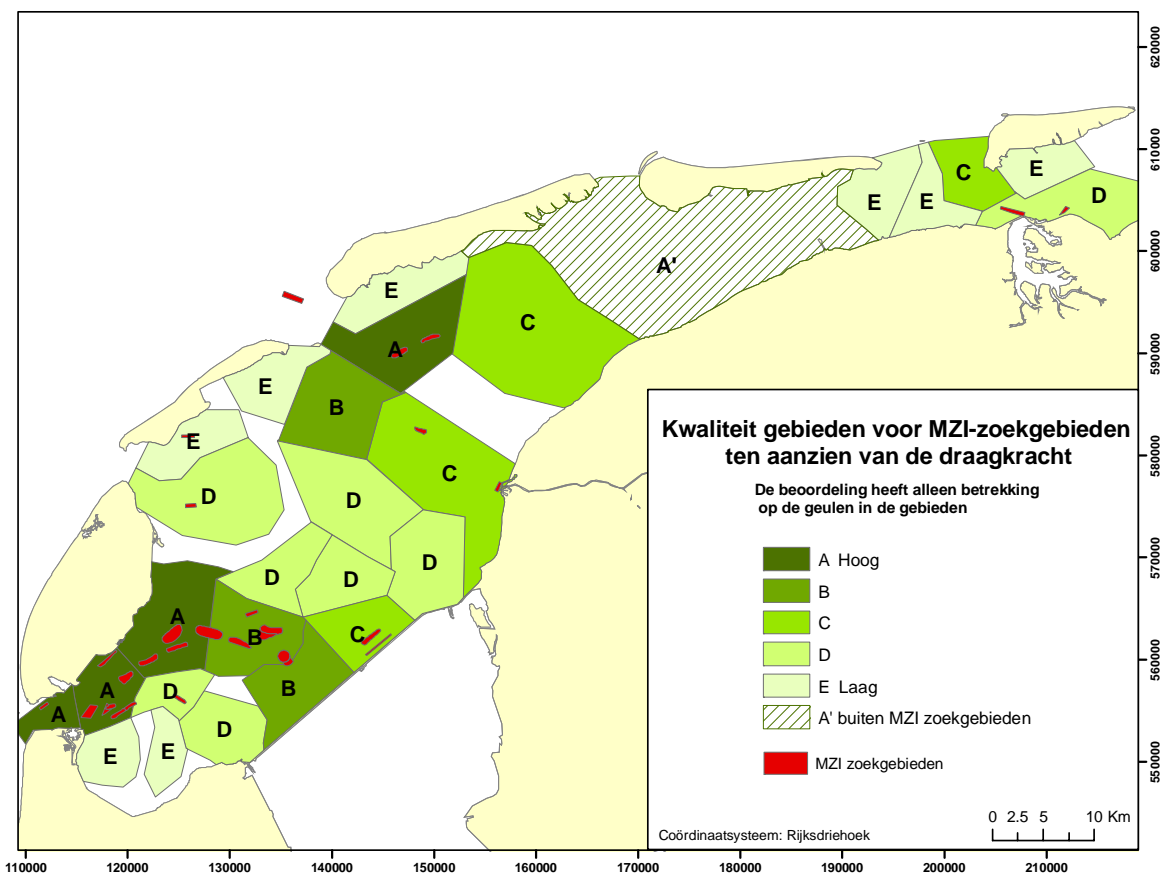 620000
610000
C
E
D
E
E
600000
A'
E
C
A
590000
E
B
Kwaliteit gebieden voor MZI-zoekgebieden
ten aanzien van de draagkracht
De beoordeling heeft alleen betrekking
op de geulen in de gebieden
A Hoog
B
C
D
E Laag
A' buiten MZI zoekgebieden
MZI zoekgebieden
0 2.5 5 10 Km
Coördinaatsysteem: Rijksdriehoek
E
580000
C
D
D
D
570000
D
D
A
B
C
560000
A
D
B
A
D
E
E
550000
110000 120000 130000 140000 150000 160000 170000 180000 190000 200000 210000